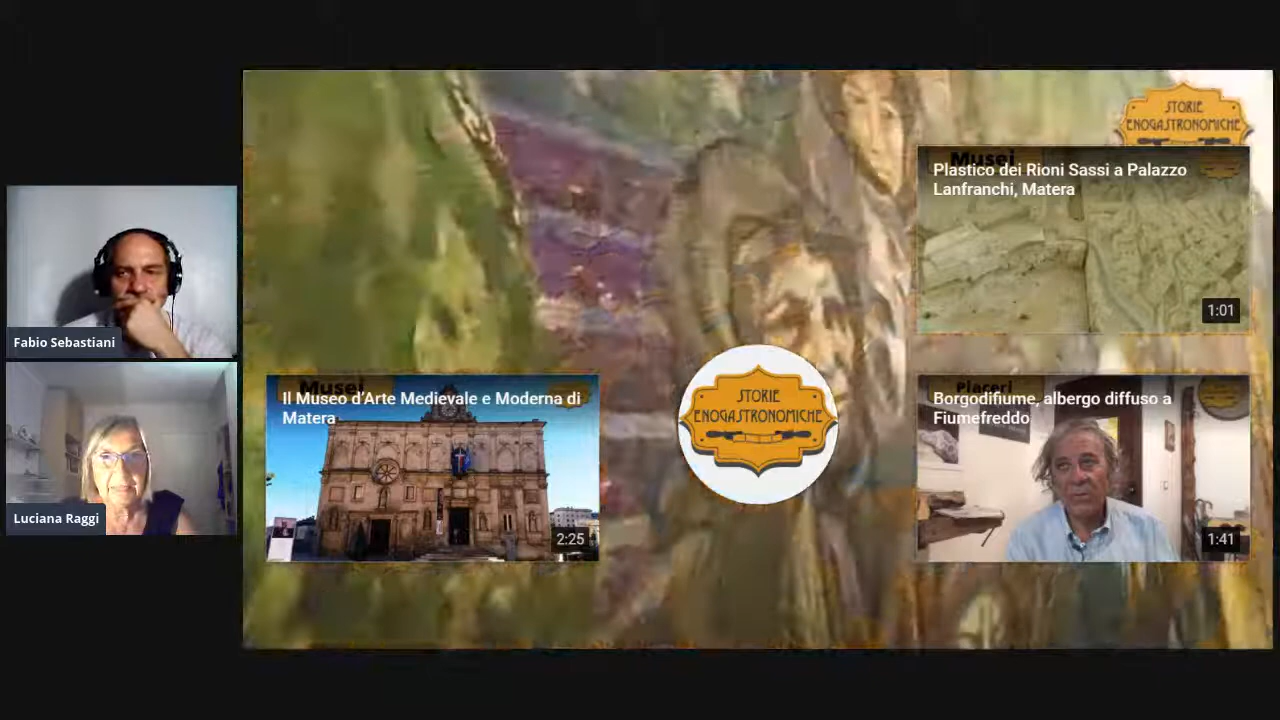 Fabio Sebastiani
Luciana Raggi
Musei
Il Museo d'Arte Medievale e Moderna di
Matera
2:25
STORIE
ENOGASTRONOMICHE
STORIE
ENOGASTRONOMICHE
Musei
Plastico dei Rioni Sassi a Palazzo
Lanfranchi, Matera
1:01
Piaceri
Borgodifiume, albergo diffuso a
Fiumefreddo
1:41